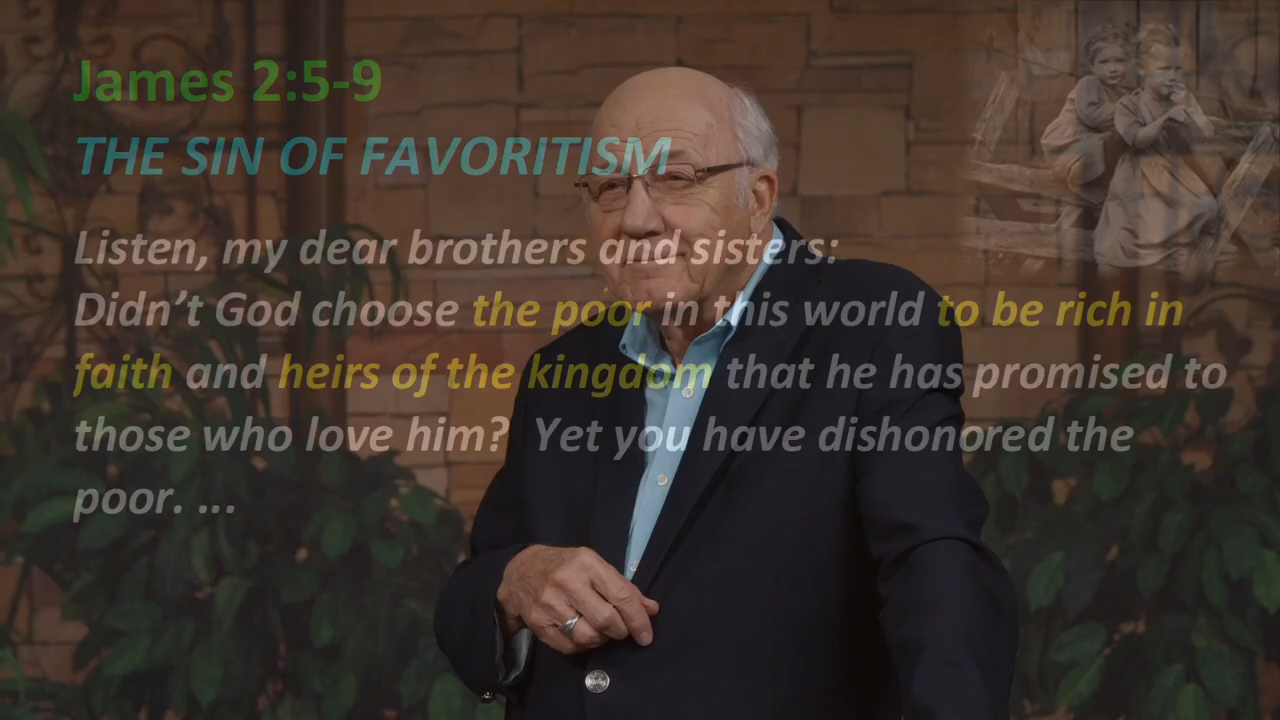 James 2:5-9
THE SIN OF FAVORITISM
Listen, my dear brothers and sisters:
Didn’t God choose the poor in this world to be rich in
faith and heirs of the kingdom that he has promised to
those who love him?  Yet you have dishonored the
poor. ...